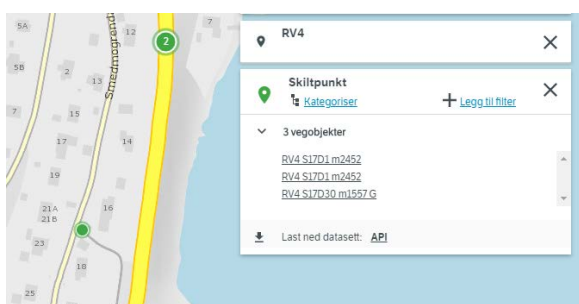 5A
12
7
2
Smedmogergrenda
5B
2
13
7
15
17
14
19
21A
21B
16
23
18
25
RV4
Skiltpunkt
Kategoriser
Legg til filter
3 vegobjekter
RV4 S17D1 m2452
RV4 S17D1 m2452
RV4 S17D30 m1557 G
Last ned datasett: API